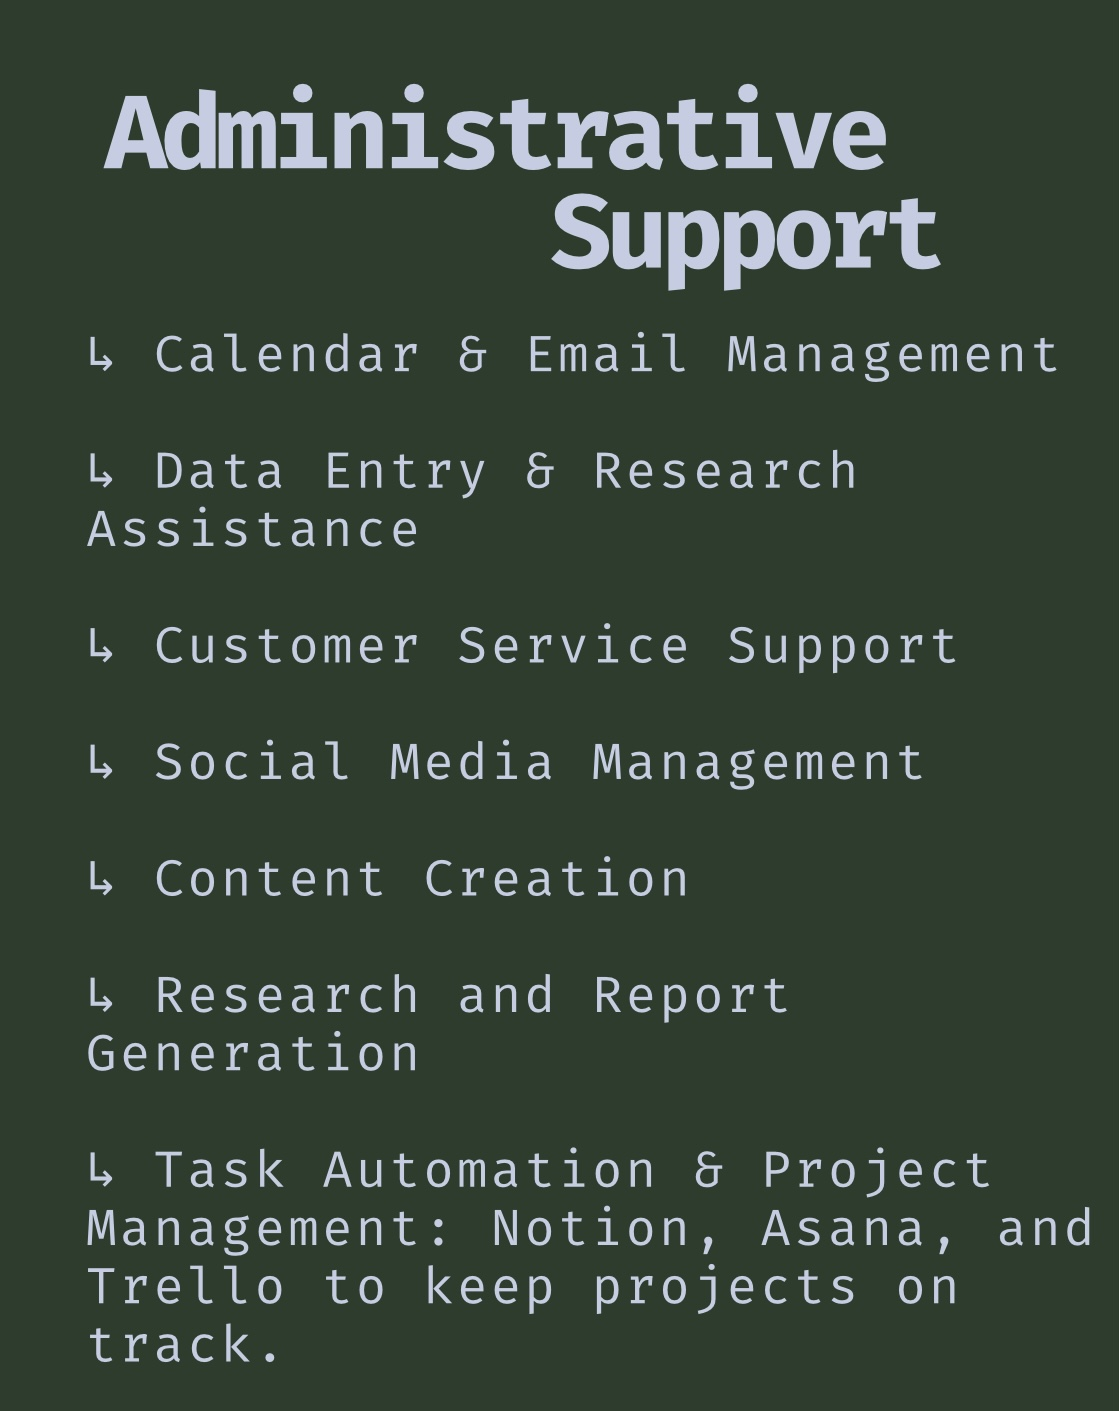 Administrative
Support
↳ Calendar & Email Management
↳ Data Entry & Research
Assistance
↳ Customer Service Support
↳ Social Media Management
↳ Content Creation
↳ Research and Report
Generation
↳ Task Automation & Project
Management: Notion, Asana, and
Trello to keep projects on
track.